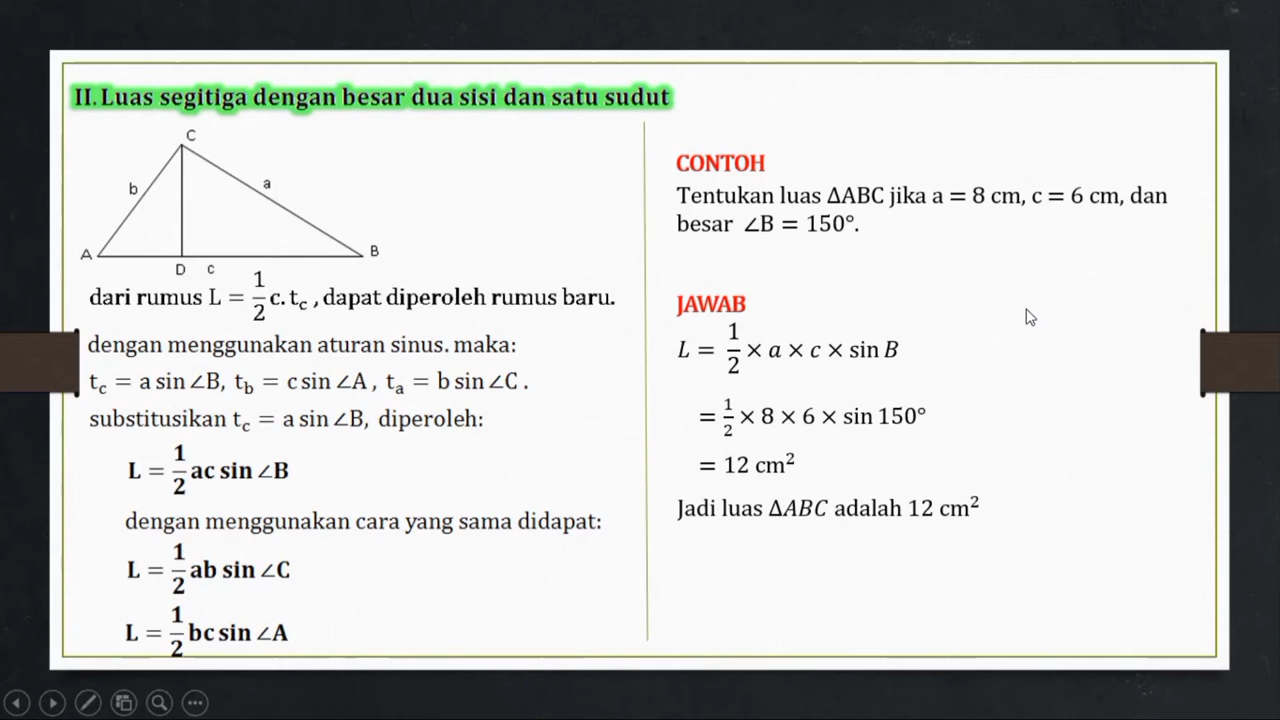 II. Luas segitiga dengan besar dua sisi dan satu sudut
C
b
a
A
B
D c
dari rumus L = 1/2 c. t_c , dapat diperoleh rumus baru.
dengan menggunakan aturan sinus. maka:
t_c = a sin ∠B, t_b = c sin ∠A , t_a = b sin ∠C .
substitusikan t_c = a sin ∠B, diperoleh:
L = 1/2 ac sin ∠B
dengan menggunakan cara yang sama didapat:
L = 1/2 ab sin ∠C
L = 1/2 bc sin ∠A
CONTOH
Tentukan luas ΔABC jika a = 8 cm, c = 6 cm, dan
besar ∠B = 150°.
JAWAB
L = 1/2 × a × c × sin B
= 1/2 × 8 × 6 × sin 150°
= 12 cm²
Jadi luas ΔABC adalah 12 cm²